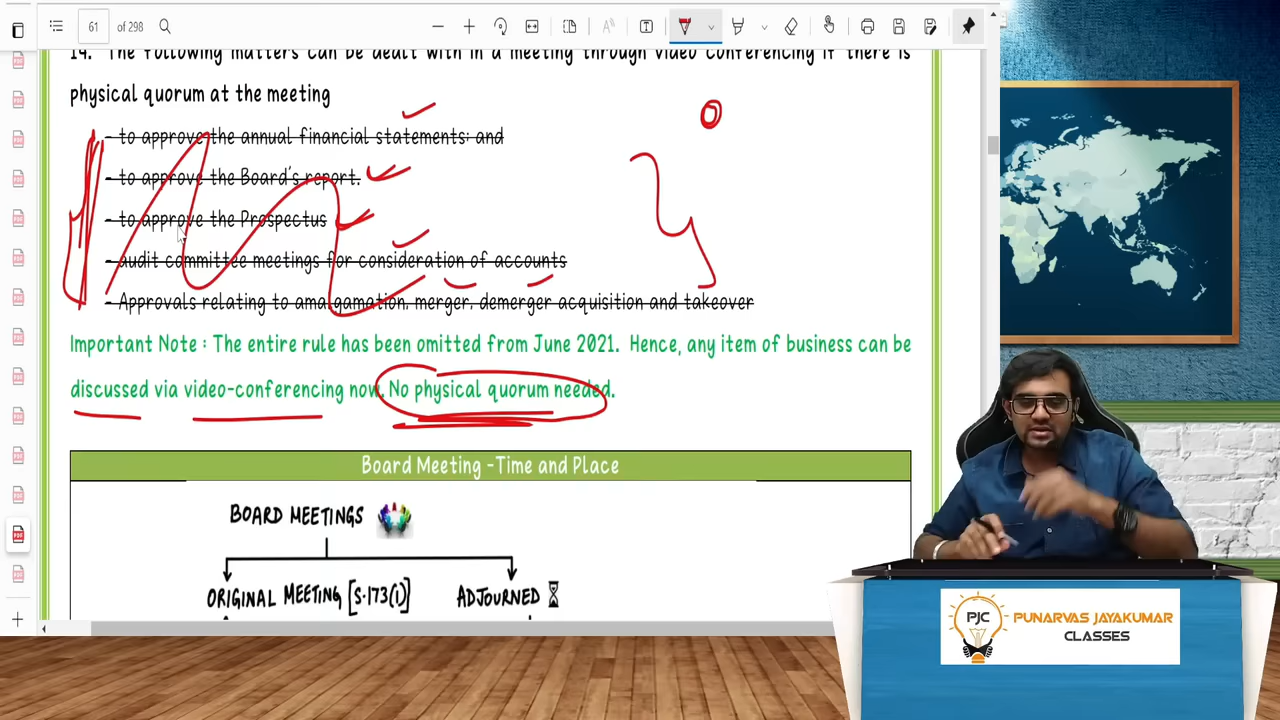 61 of 298
14. The following matters can be dealt with in a meeting through video conferencing if there is
physical quorum at the meeting
- to approve the annual financial statements; and
- to approve the Board's report.
- to approve the Prospectus
- audit committee meetings for consideration of accounts
- Approvals relating to amalgamation, merger, demerger acquisition and takeover
Important Note : The entire rule has been omitted from June 2021. Hence, any item of business can be
discussed via video-conferencing now. No physical quorum needed.
Board Meeting -Time and Place
BOARD MEETINGS
ORIGINAL MEETING [S.173(1)] ADJOURNED
PJC
PUNARVAS JAYAKUMAR
CLASSES